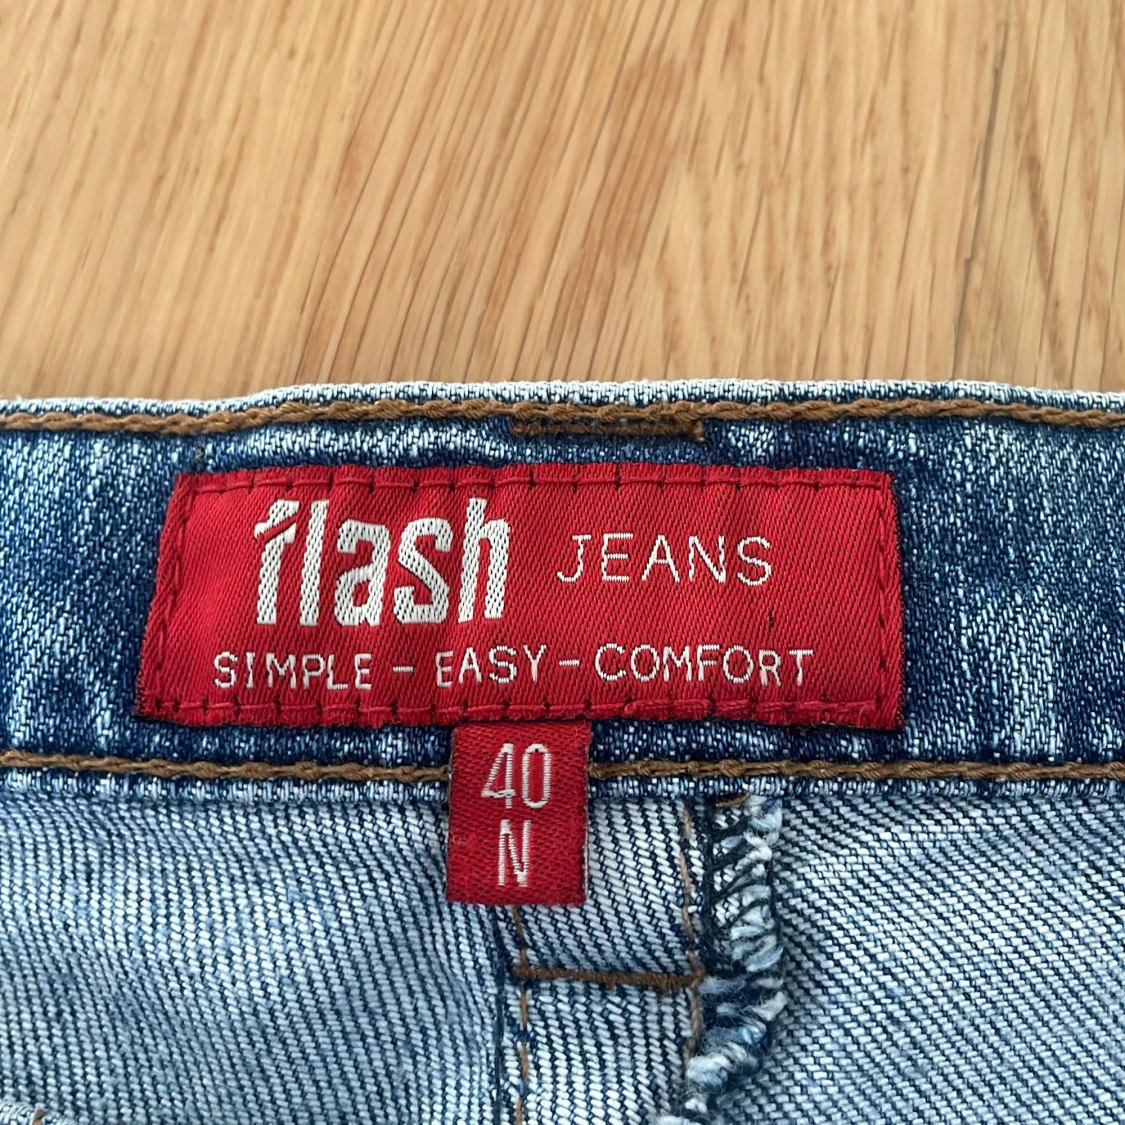 flash JEANS
SIMPLE - EASY - COMFORT
40
N